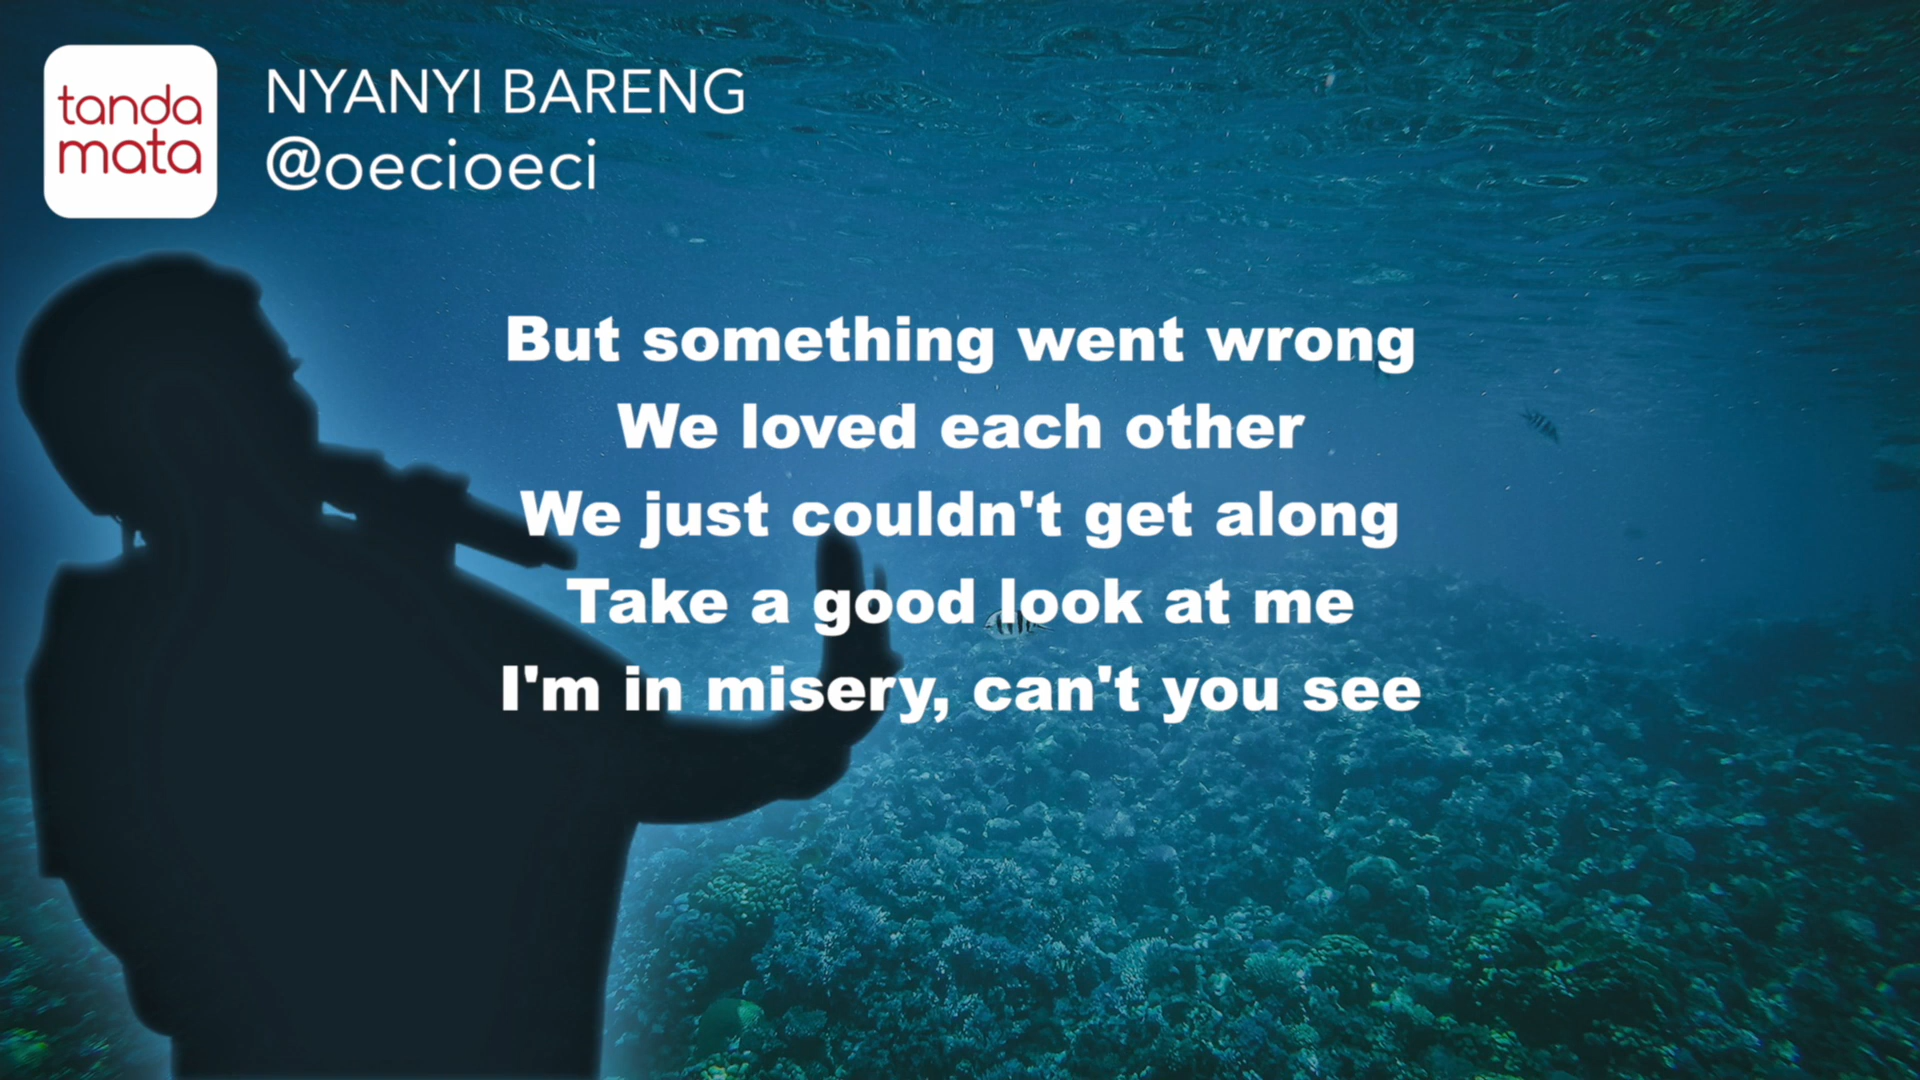 tanda
mata
NYANYI BARENG
@oecioeci
But something went wrong
We loved each other
We just couldn't get along
Take a good look at me
I'm in misery, can't you see